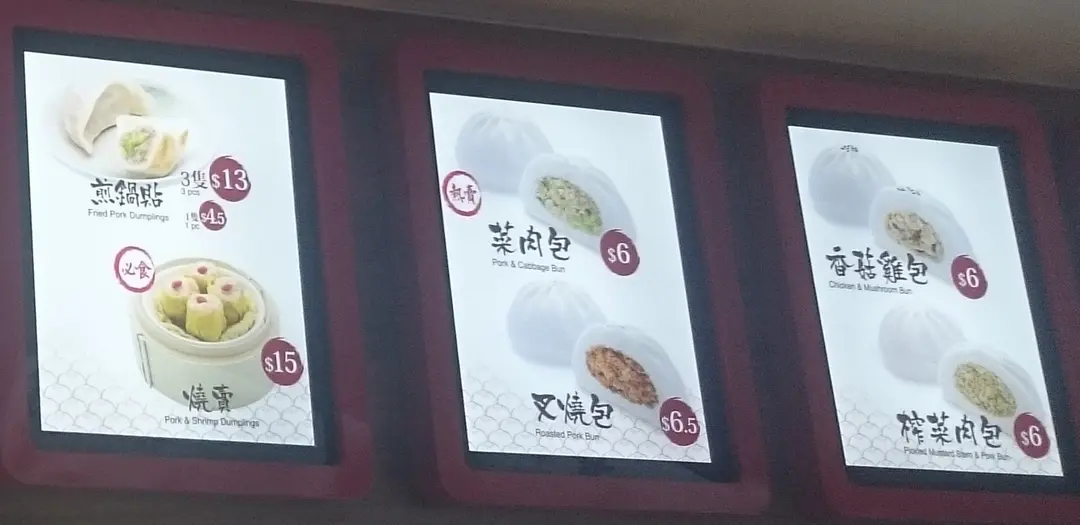 煎鍋貼
Fried Pork Dumplings
3隻 $13
3 pcs
1隻 $4.5
1 pc
必食
$15
燒賣
Pork & Shrimp Dumplings
熱賣
菜肉包 $6
Pork & Cabbage Bun
叉燒包 $6.5
Roasted Pork Bun
香菇雞包 $6
Chicken & Mushroom Bun
榨菜肉包 $6
Pickled Mustard Stem & Pork Bun